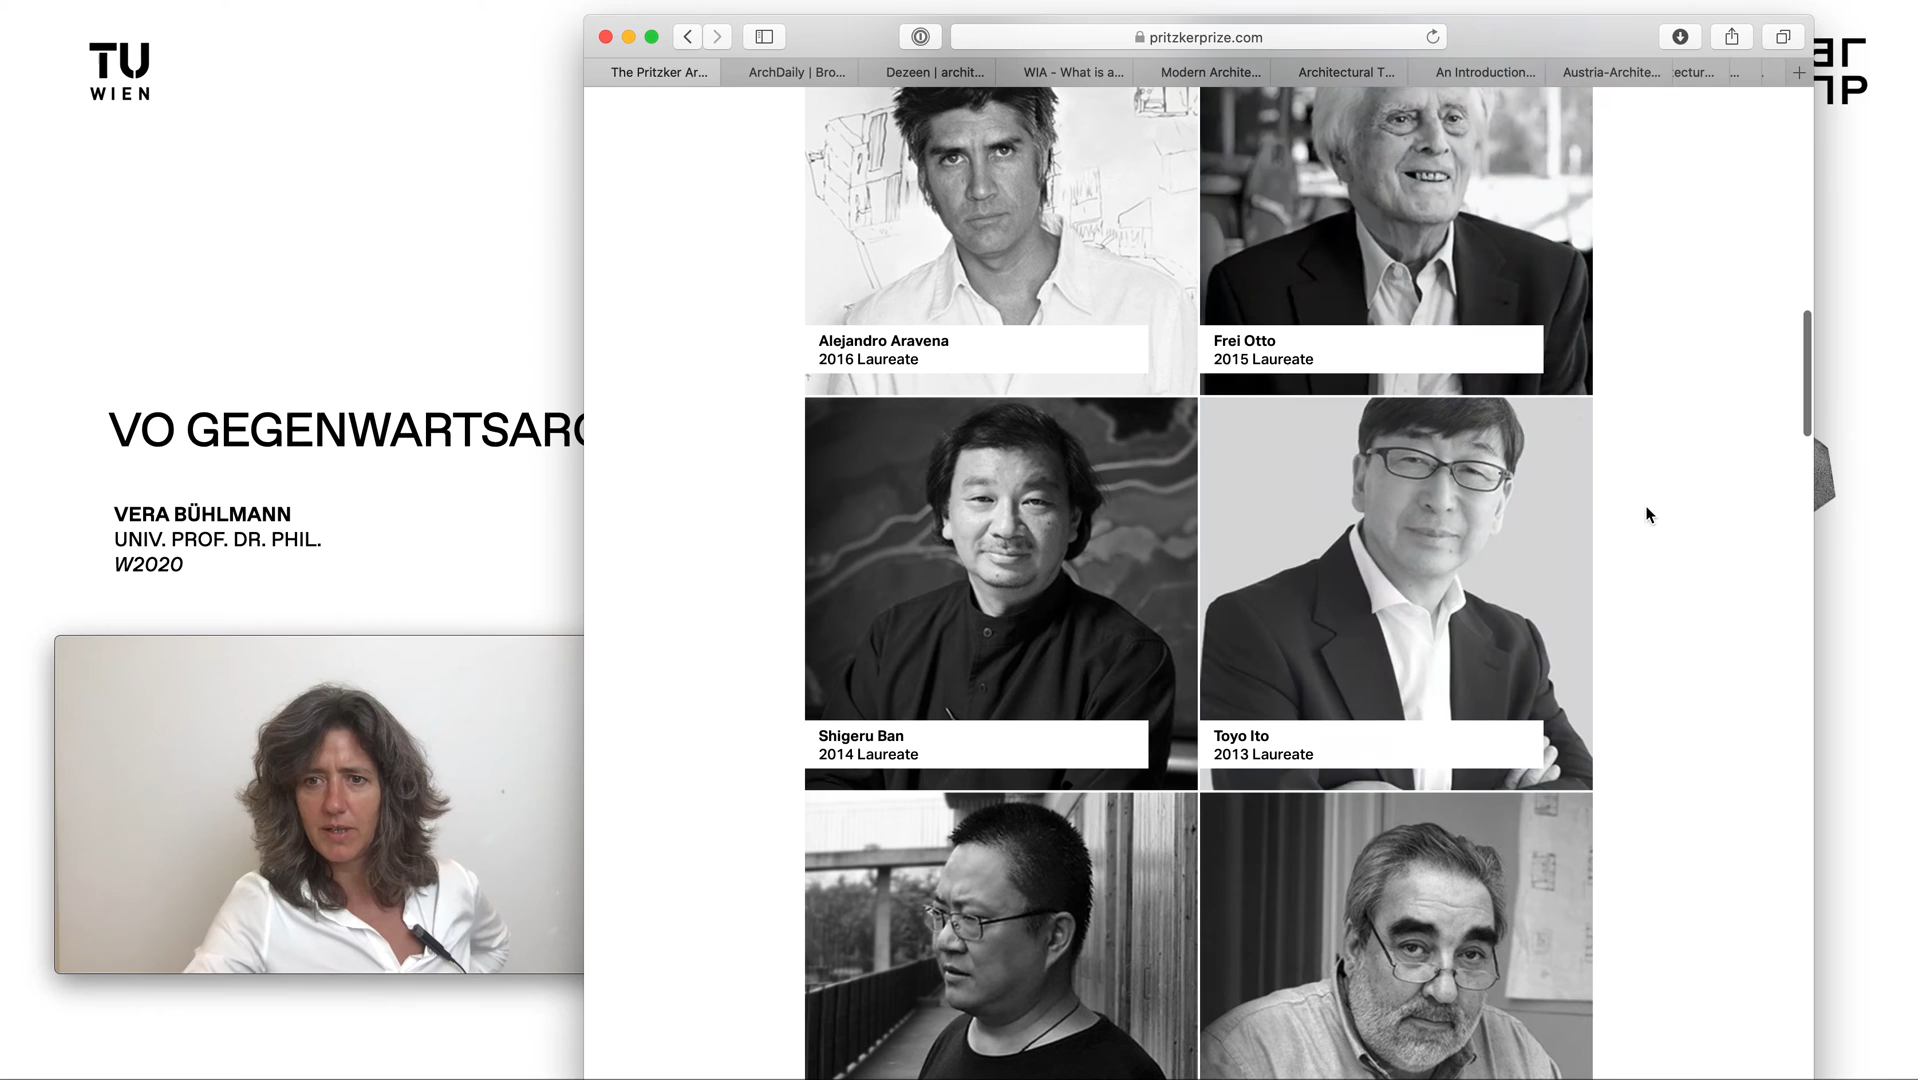 TU
WIEN
pritzkerprize.com
The Pritzker Ar...
ArchDaily | Bro...
Dezeen | archit...
WIA - What is a...
Modern Archite...
Architectural T...
An Introduction...
Austria-Archite...
ectur...
...
Alejandro Aravena
2016 Laureate
Frei Otto
2015 Laureate
VO GEGENWARTSARC
VERA BÜHLMANN
UNIV. PROF. DR. PHIL.
W2020
Shigeru Ban
2014 Laureate
Toyo Ito
2013 Laureate